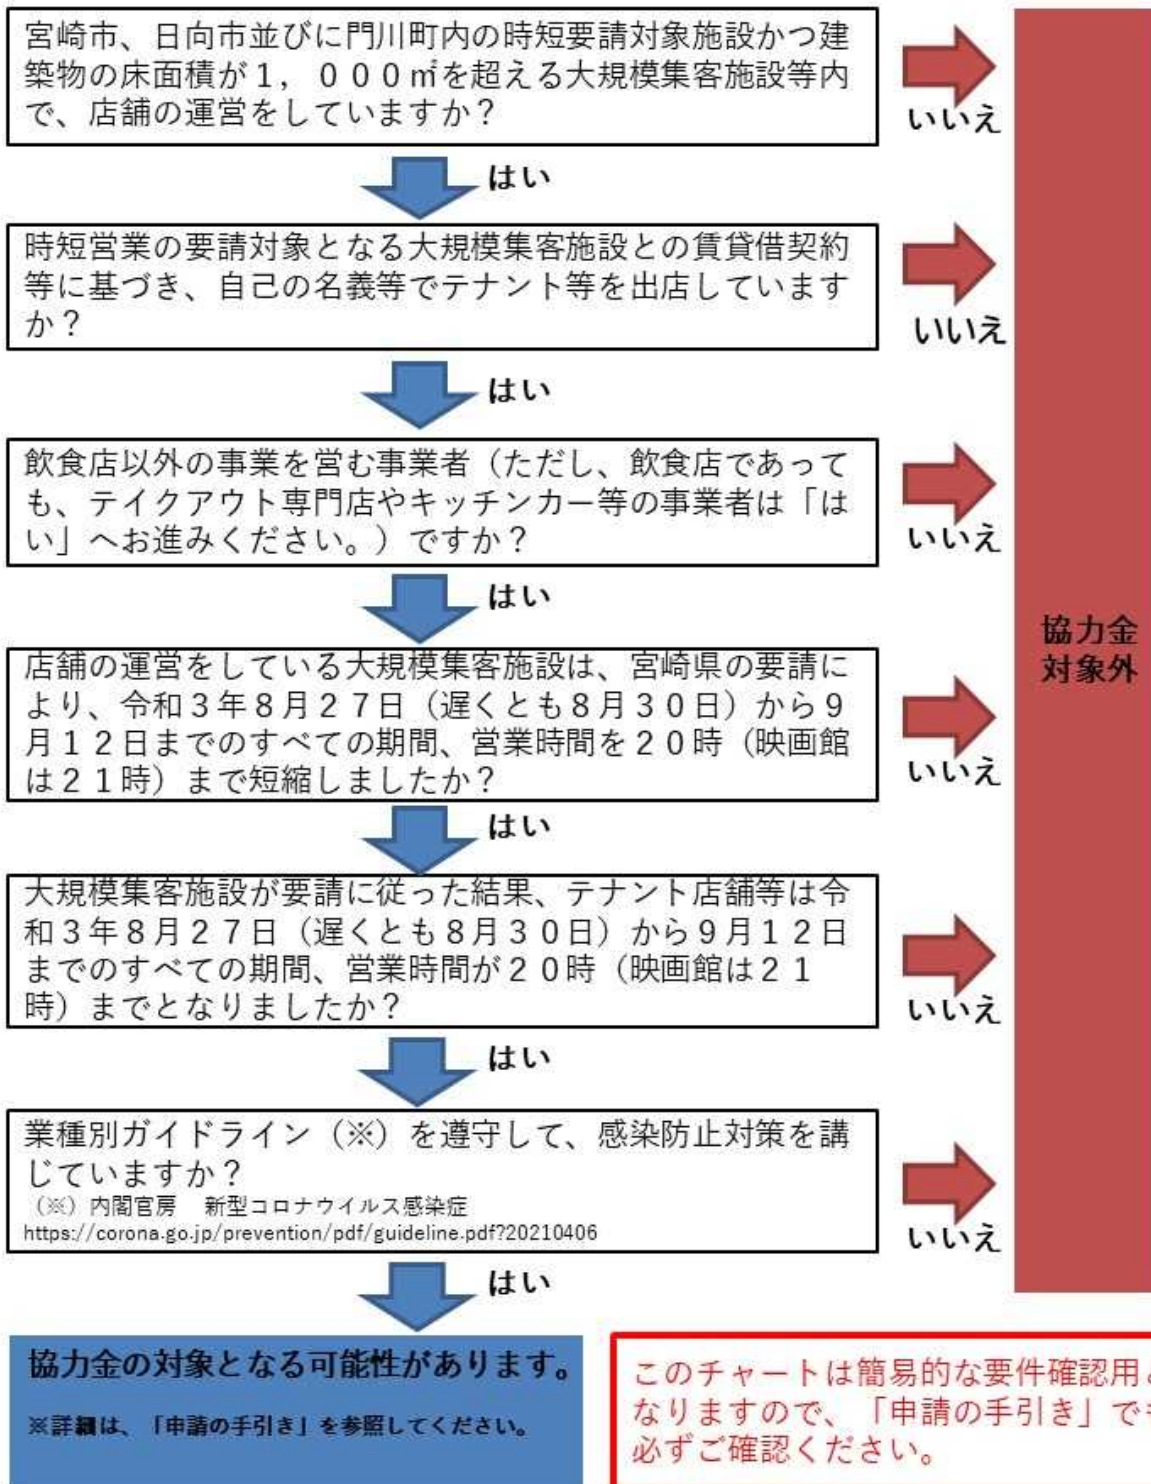 宮崎市、日向市並びに門川町内の時短要請対象施設かつ建
築物の床面積が１，０００㎡を超える大規模集客施設等内
で、店舗の運営をしていますか？
いいえ
はい
時短営業の要請対象となる大規模集客施設との賃貸借契約
等に基づき、自己の名義等でテナント等を出店しています
か？
いいえ
はい
飲食店以外の事業を営む事業者（ただし、飲食店であって
も、テイクアウト専門店やキッチンカー等の事業者は「は
い」へお進みください。）ですか？
いいえ
はい
協力金
対象外
店舗の運営をしている大規模集客施設は、宮崎県の要請に
より、令和３年８月２７日（遅くとも８月３０日）から９
月１２日までのすべての期間、営業時間を２０時（映画館
は２１時）まで短縮しましたか？
いいえ
はい
大規模集客施設が要請に従った結果、テナント店舗等は令
和３年８月２７日（遅くとも８月３０日）から９月１２日
までのすべての期間、営業時間が２０時（映画館は２１
時）までとなりましたか？
いいえ
はい
業種別ガイドライン（※）を遵守して、感染防止対策を講
じていますか？
（※）内閣官房　新型コロナウイルス感染症
https://corona.go.jp/prevention/pdf/guideline.pdf?20210406
いいえ
はい
協力金の対象となる可能性があります。
※詳細は、「申請の手引き」を参照してください。
このチャートは簡易的な要件確認用
なりますので、「申請の手引き」で
必ずご確認ください。